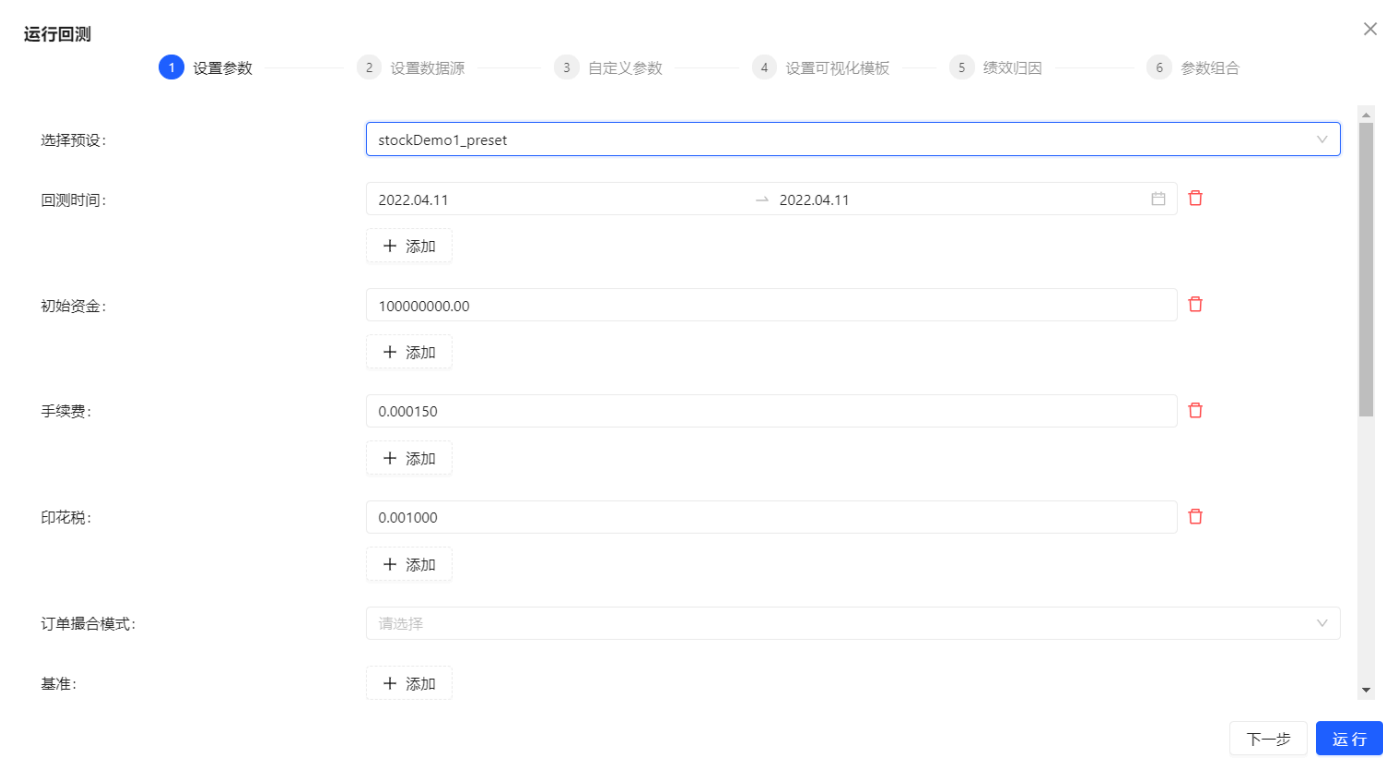 运行回测
1 设置参数 2 设置数据源 3 自定义参数 4 设置可视化模板 5 绩效归因 6 参数组合
选择预设: stockDemo1_preset
回测时间: 2022.04.11 → 2022.04.11
+ 添加
初始资金: 100000000.00
+ 添加
手续费: 0.000150
+ 添加
印花税: 0.001000
+ 添加
订单撮合模式: 请选择
基准: + 添加
下一步 运行